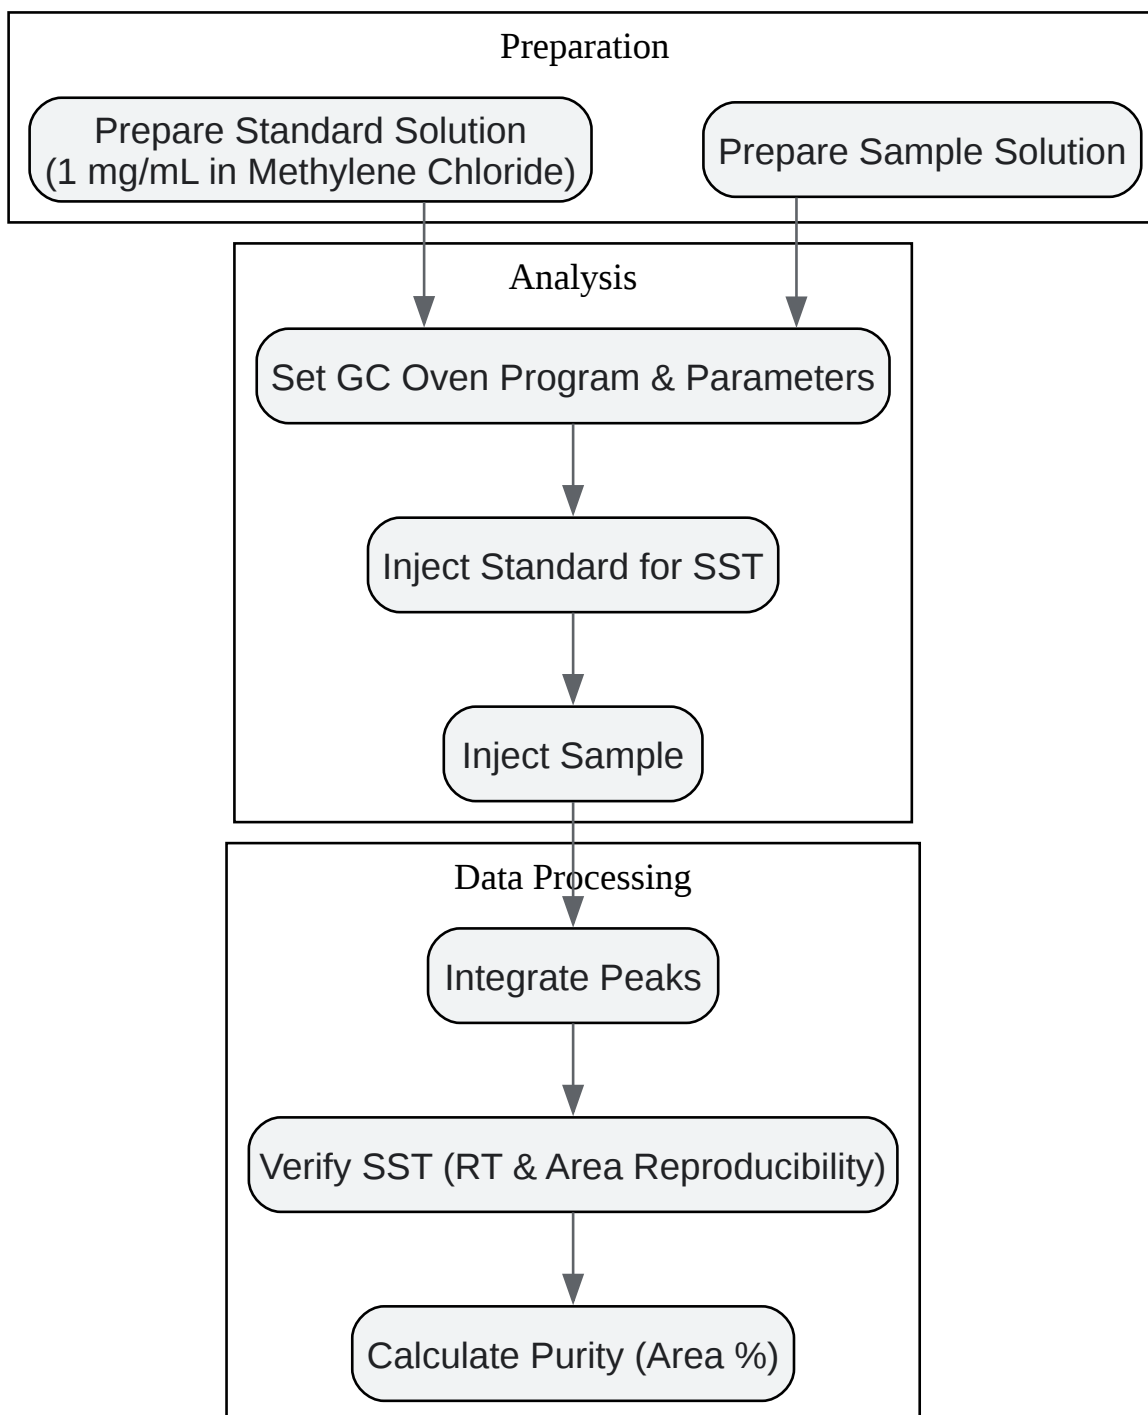 Preparation
Prepare Standard Solution
(1 mg/mL in Methylene Chloride)
Prepare Sample Solution
Analysis
Set GC Oven Program & Parameters
Inject Standard for SST
Inject Sample
Data Processing
Integrate Peaks
Verify SST (RT & Area Reproducibility)
Calculate Purity (Area %)